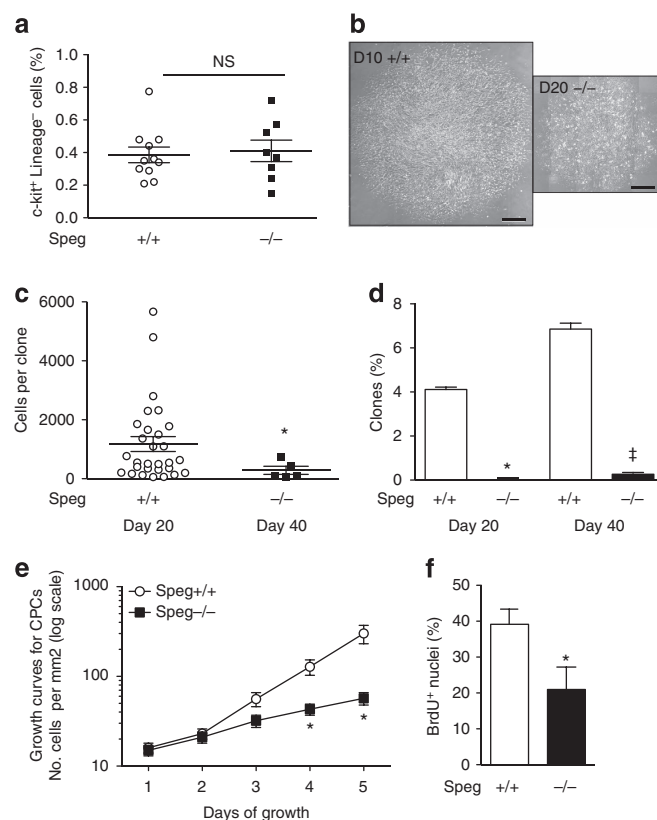 a
c-kit⁺ Lineage⁻ cells (%)
1.0
0.8
0.6
0.4
0.2
0.0
NS
Speg +/+ –/–
b
D10 +/+
D20 –/–
c
Cells per clone
6000
4000
2000
0
*
Speg +/+ –/–
Day 20 Day 40
d
Clones (%)
8
6
4
2
0
*
‡
Speg +/+ –/– +/+ –/–
Day 20 Day 40
e
Growth curves for CPCs
No. cells per mm2 (log scale)
1000
100
10
Speg+/+
Speg–/–
* *
1 2 3 4 5
Days of growth
f
BrdU⁺ nuclei (%)
50
40
30
20
10
0
*
Speg +/+ –/–